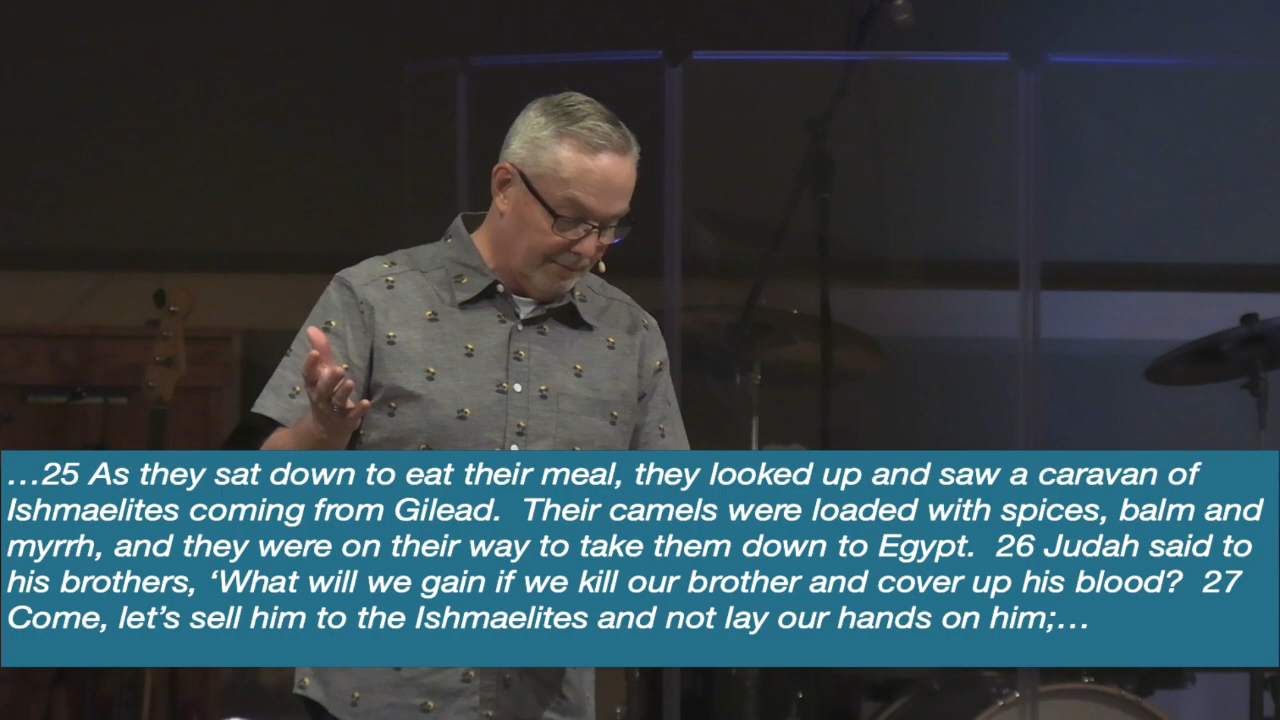 …25 As they sat down to eat their meal, they looked up and saw a caravan of
Ishmaelites coming from Gilead.  Their camels were loaded with spices, balm and
myrrh, and they were on their way to take them down to Egypt.  26 Judah said to
his brothers, ‘What will we gain if we kill our brother and cover up his blood?  27
Come, let’s sell him to the Ishmaelites and not lay our hands on him;…